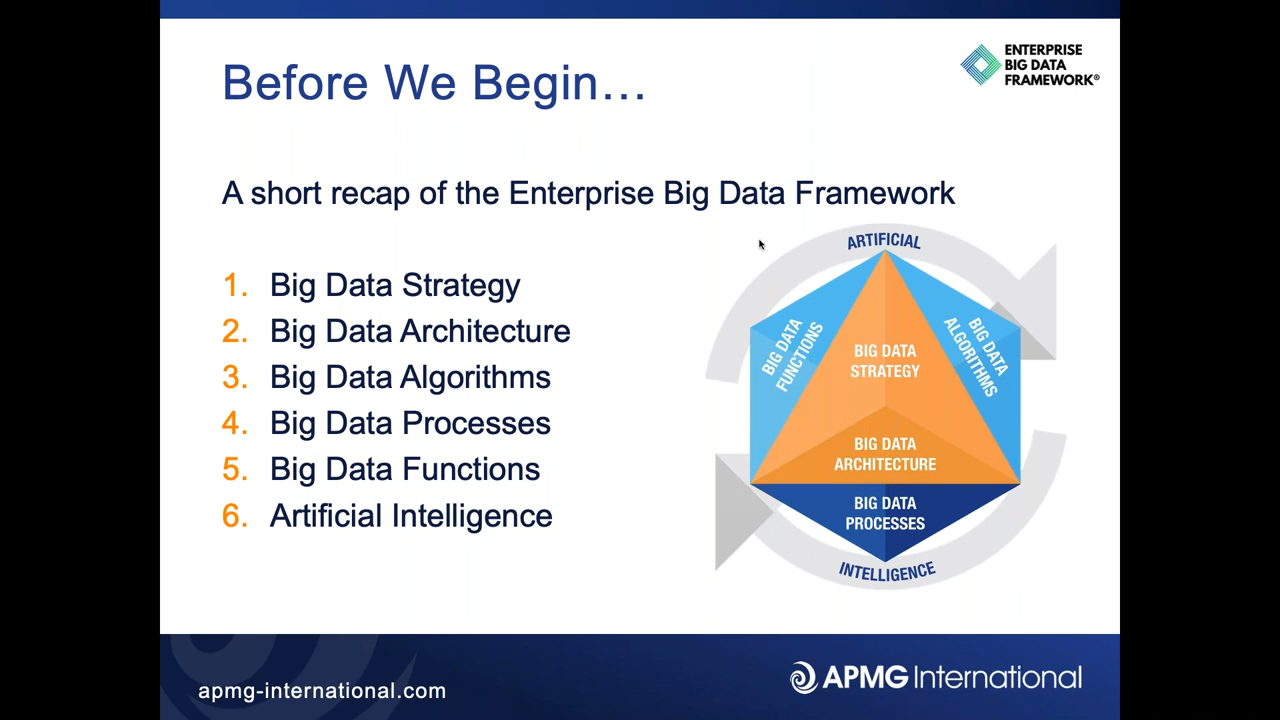 Before We Begin…
ENTERPRISE
BIG DATA
FRAMEWORK®
A short recap of the Enterprise Big Data Framework
1. Big Data Strategy
2. Big Data Architecture
3. Big Data Algorithms
4. Big Data Processes
5. Big Data Functions
6. Artificial Intelligence
ARTIFICIAL
BIG DATA
FUNCTIONS
BIG DATA
STRATEGY
BIG DATA
ALGORITHMS
BIG DATA
ARCHITECTURE
BIG DATA
PROCESSES
INTELLIGENCE
apmg-international.com
APMG International